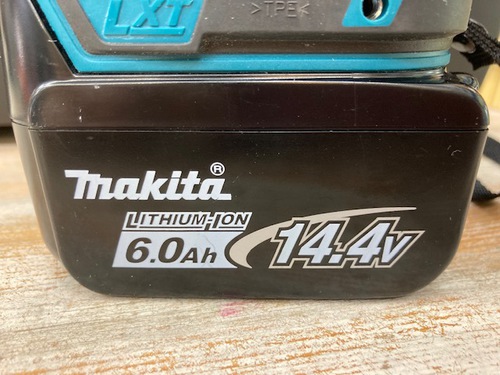 LXT
>TPE<
makita®
LITHIUM-ION
6.0Ah
14.4v